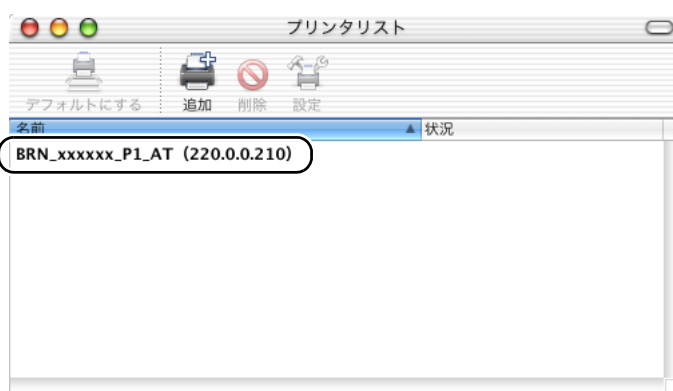 プリンタリスト
デフォルトにする 追加 削除 設定
名前 状況
BRN_xxxxxx_P1_AT (220.0.0.210)